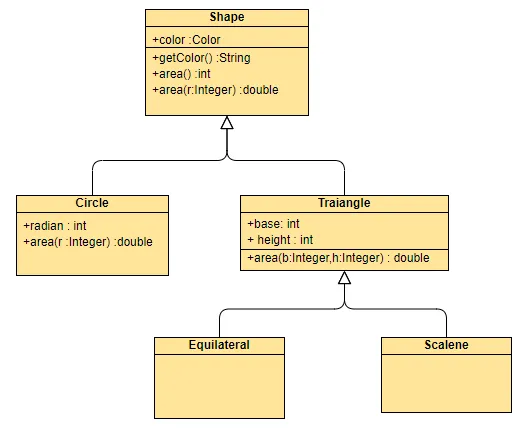 Shape
+color :Color
+getColor() :String
+area() :int
+area(r:Integer) :double
Circle
+radian : int
+area(r :Integer) :double
Traiangle
+base: int
+ height : int
+area(b:Integer,h:Integer) : double
Equilateral
Scalene